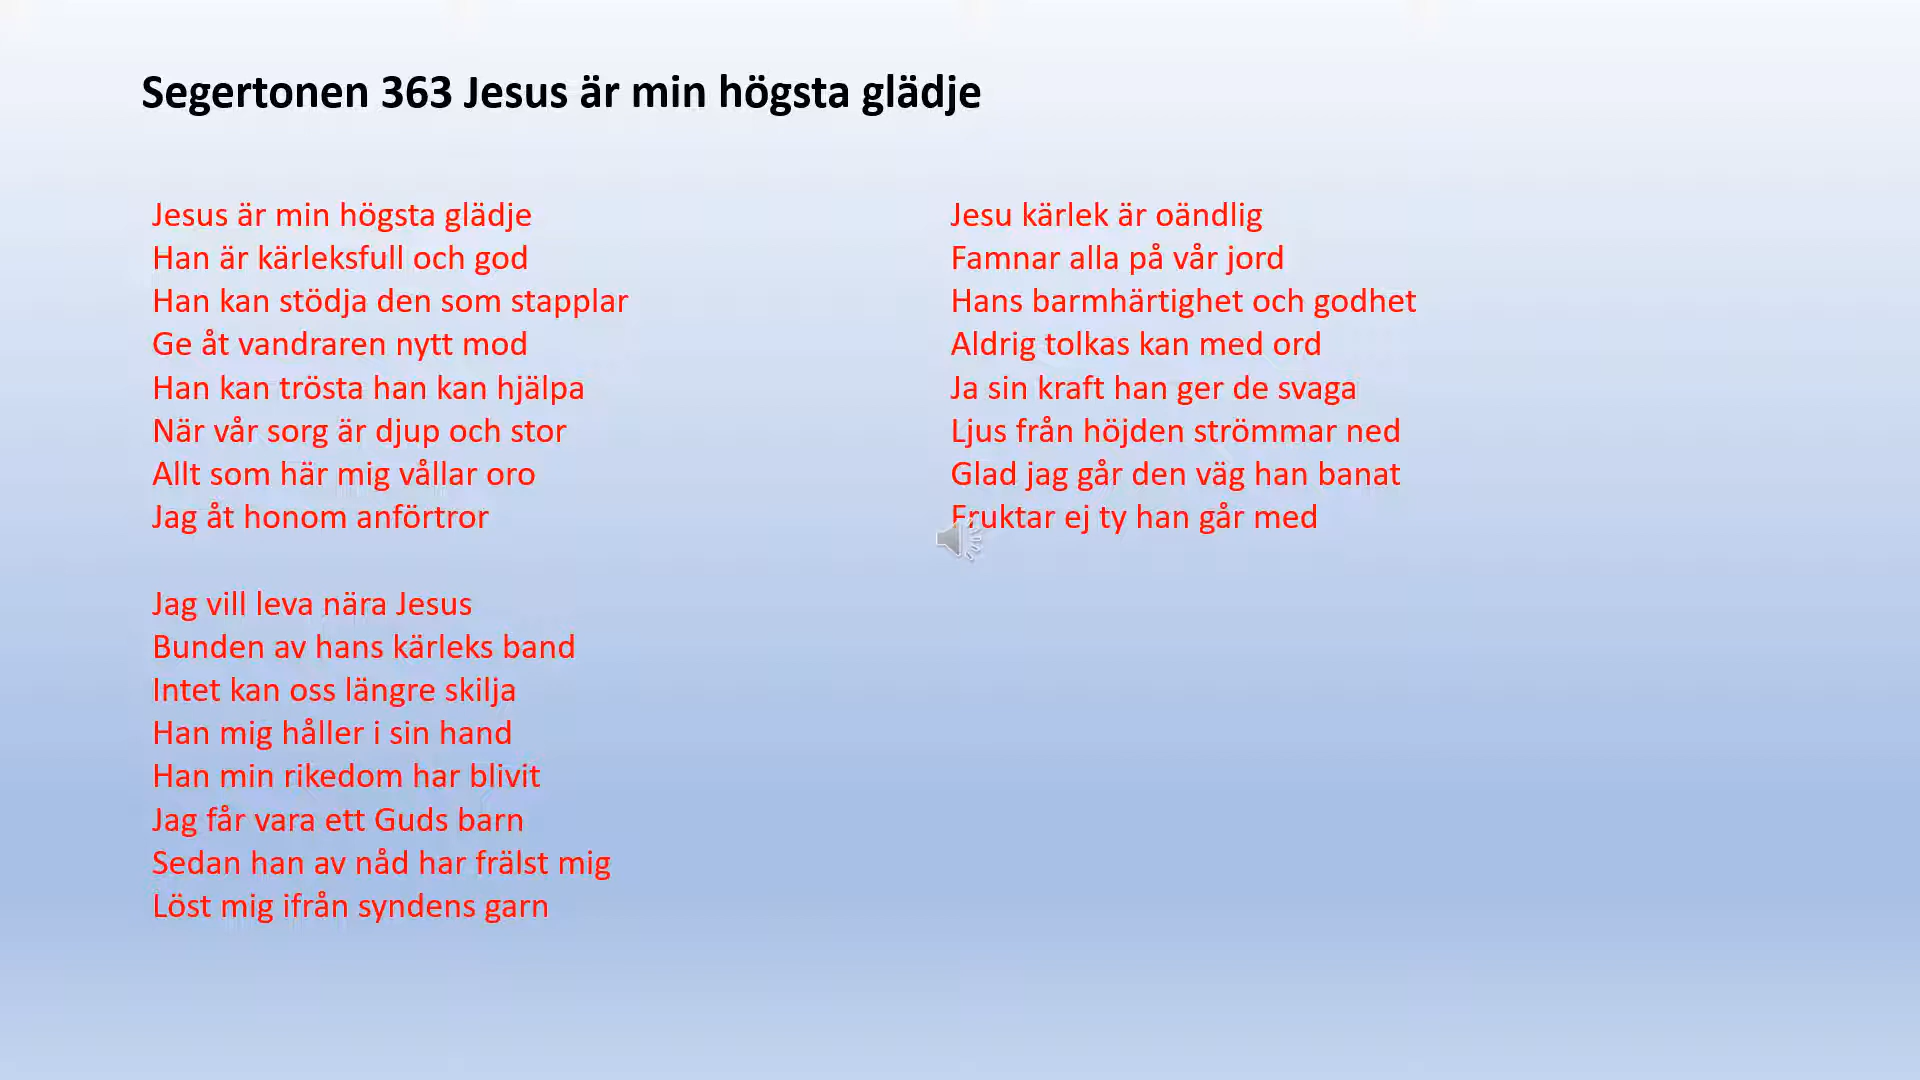 Segertonen 363 Jesus är min högsta glädje
Jesus är min högsta glädje
Han är kärleksfull och god
Han kan stödja den som stapplar
Ge åt vandraren nytt mod
Han kan trösta han kan hjälpa
När vår sorg är djup och stor
Allt som här mig vållar oro
Jag åt honom anförtror
Jag vill leva nära Jesus
Bunden av hans kärleks band
Intet kan oss längre skilja
Han mig håller i sin hand
Han min rikedom har blivit
Jag får vara ett Guds barn
Sedan han av nåd har frälst mig
Löst mig ifrån syndens garn
Jesu kärlek är oändlig
Famnar alla på vår jord
Hans barmhärtighet och godhet
Aldrig tolkas kan med ord
Ja sin kraft han ger de svaga
Ljus från höjden strömmar ned
Glad jag går den väg han banat
Fruktar ej ty han går med